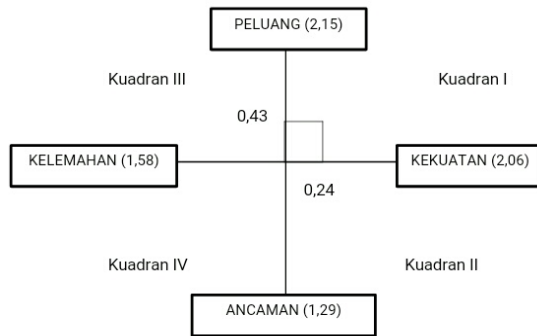 PELUANG (2,15)
Kuadran III
Kuadran I
0,43
KELEMAHAN (1,58)
KEKUATAN (2,06)
0,24
Kuadran IV
Kuadran II
ANCAMAN (1,29)